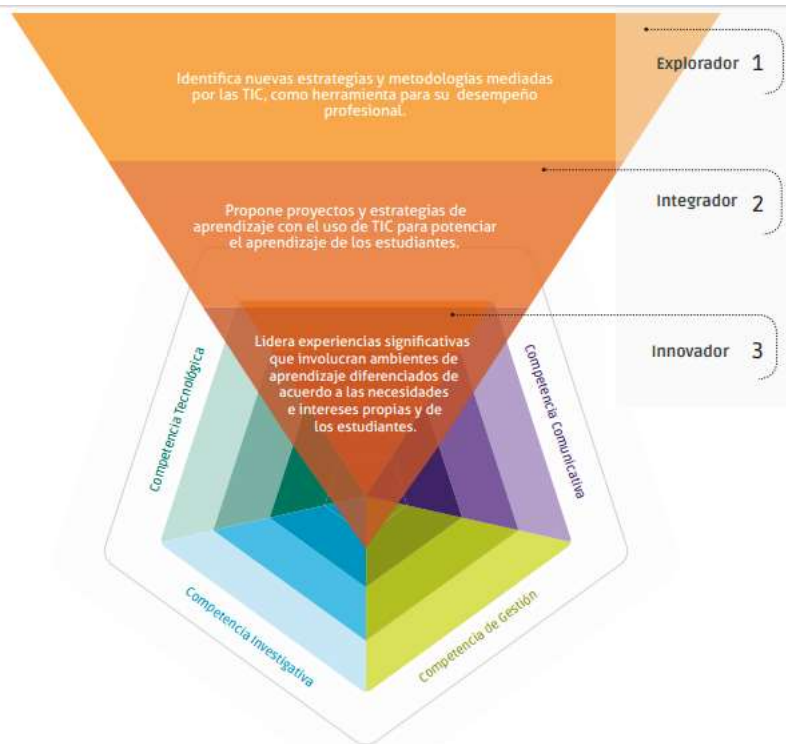 Identifica nuevas estrategias y metodologías mediadas
por las TIC, como herramienta para su desempeño
profesional.
Explorador 1
Propone proyectos y estrategias de
aprendizaje con el uso de TIC para potenciar
el aprendizaje de los estudiantes.
Integrador 2
Lidera experiencias significativas
que involucran ambientes de
aprendizaje diferenciados de
acuerdo a las necesidades
e intereses propias y de
los estudiantes.
Innovador 3
Competencia Tecnológica
Competencia Comunicativa
Competencia Investigativa
Competencia de Gestión